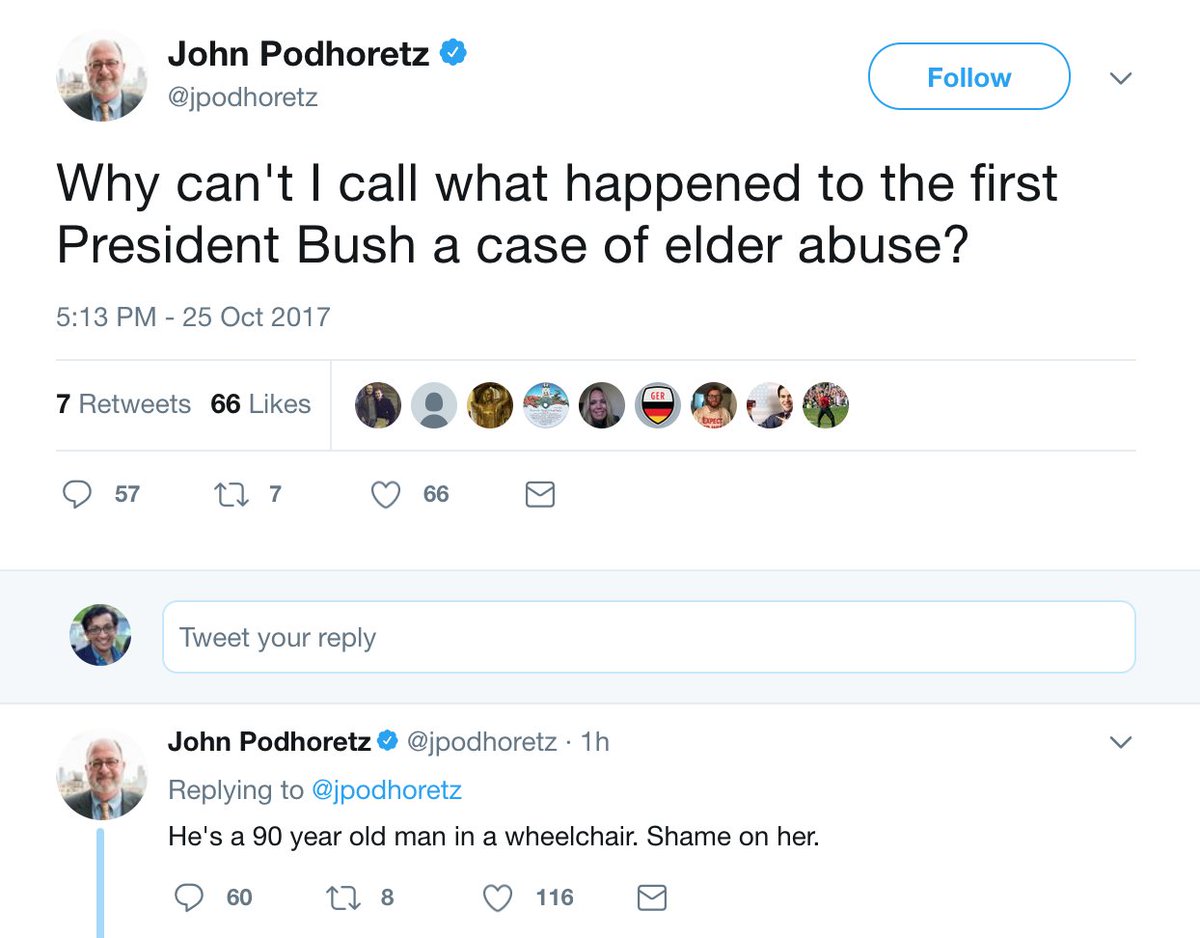 John Podhoretz
@jpodhoretz
Follow
Why can't I call what happened to the first
President Bush a case of elder abuse?
5:13 PM - 25 Oct 2017
7 Retweets 66 Likes
GER
EXPECT
57 7 66
Tweet your reply
John Podhoretz @jpodhoretz · 1h
Replying to @jpodhoretz
He's a 90 year old man in a wheelchair. Shame on her.
60 8 116